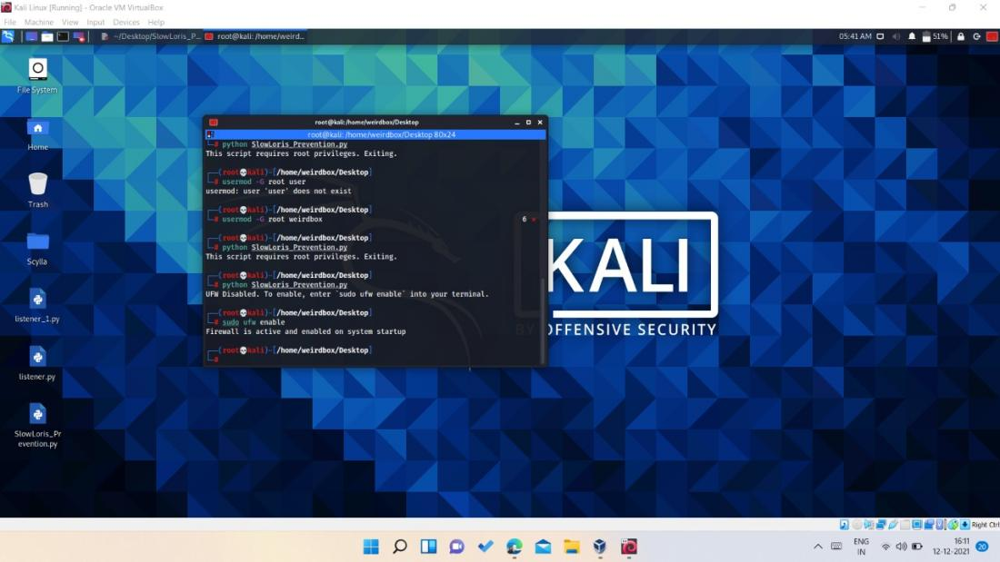 Kali Linux [Running] - Oracle VM VirtualBox
File Machine View Input Devices Help
~/Desktop/SlowLoris_P... root@kali: /home/weird... 05:41 AM 51%
File System
Home
Trash
Scylla
listener_1.py
listener.py
SlowLoris_Pr
evention.py
root@kali: /home/weirdbox/Desktop
root@kali: /home/weirdbox/Desktop 80x24
└─# python SlowLoris_Prevention.py
This script requires root privileges. Exiting.
┌──(root💀kali)-[/home/weirdbox/Desktop]
└─# usermod -G root user
usermod: user 'user' does not exist
┌──(root💀kali)-[/home/weirdbox/Desktop]
└─# usermod -G root weirdbox
6 ×
┌──(root💀kali)-[/home/weirdbox/Desktop]
└─# python SlowLoris_Prevention.py
This script requires root privileges. Exiting.
┌──(root💀kali)-[/home/weirdbox/Desktop]
└─# python SlowLoris_Prevention.py
UFW Disabled. To enable, enter `sudo ufw enable` into your terminal.
┌──(root💀kali)-[/home/weirdbox/Desktop]
└─# sudo ufw enable
Firewall is active and enabled on system startup
┌──(root💀kali)-[/home/weirdbox/Desktop]
└─#
KALI
BY OFFENSIVE SECURITY
Right Ctrl
ENG
IN
16:11
12-12-2021
20